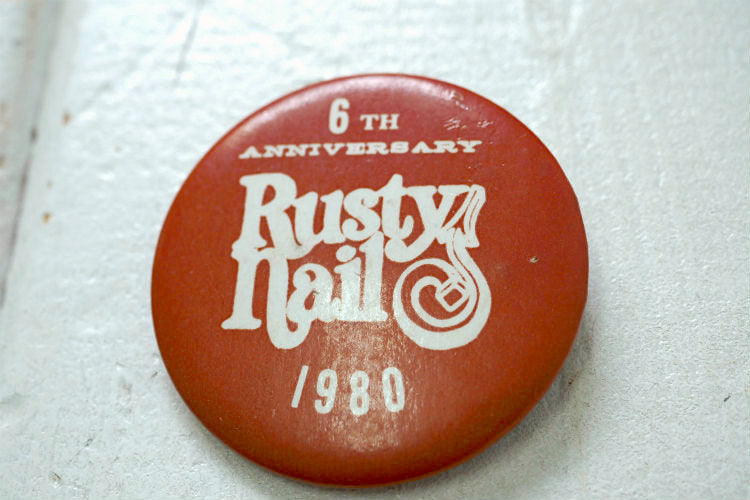 6 TH
ANNIVERSARY
Rusty
Nail
1980